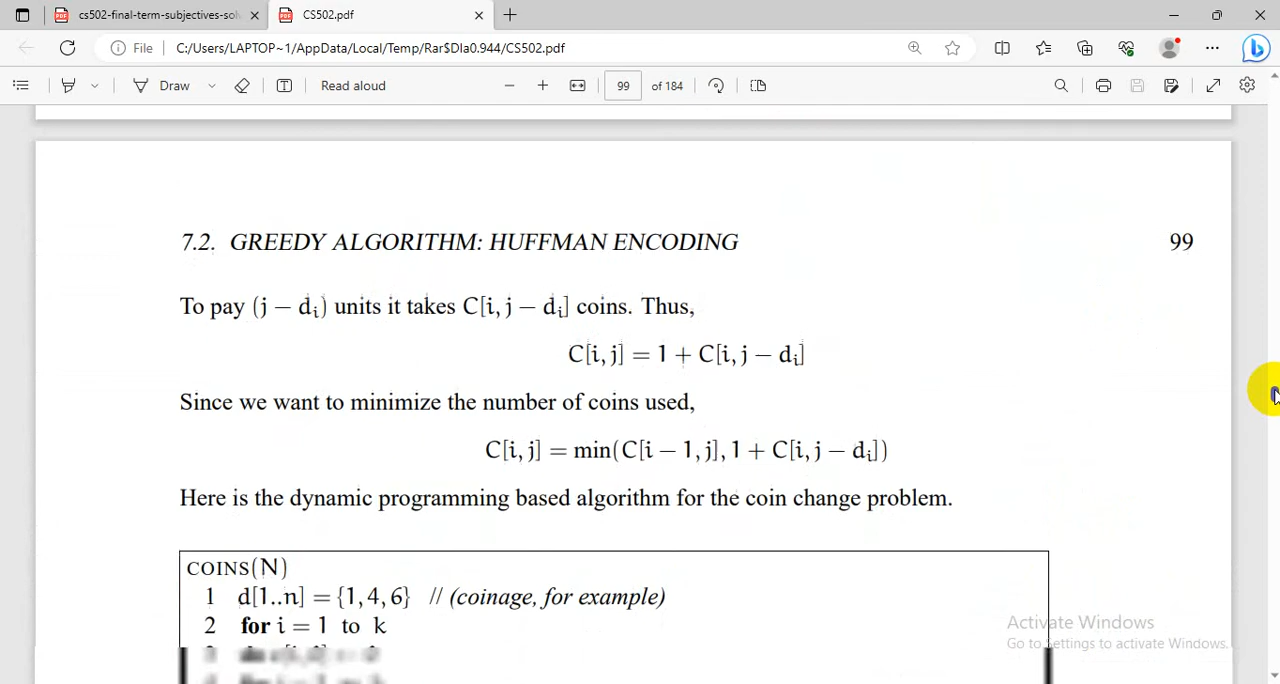 cs502-final-term-subjectives-sol
CS502.pdf
File
C:/Users/LAPTOP~1/AppData/Local/Temp/Rar$DIa0.944/CS502.pdf
Draw
Read aloud
99 of 184
7.2. GREEDY ALGORITHM: HUFFMAN ENCODING 99
To pay (j − dᵢ) units it takes C[i, j − dᵢ] coins. Thus,
C[i, j] = 1 + C[i, j − dᵢ]
Since we want to minimize the number of coins used,
C[i, j] = min(C[i − 1, j], 1 + C[i, j − dᵢ])
Here is the dynamic programming based algorithm for the coin change problem.
COINS(N)
1 d[1..n] = {1, 4, 6} // (coinage, for example)
2 for i = 1 to k
Activate Windows
Go to Settings to activate Windows.